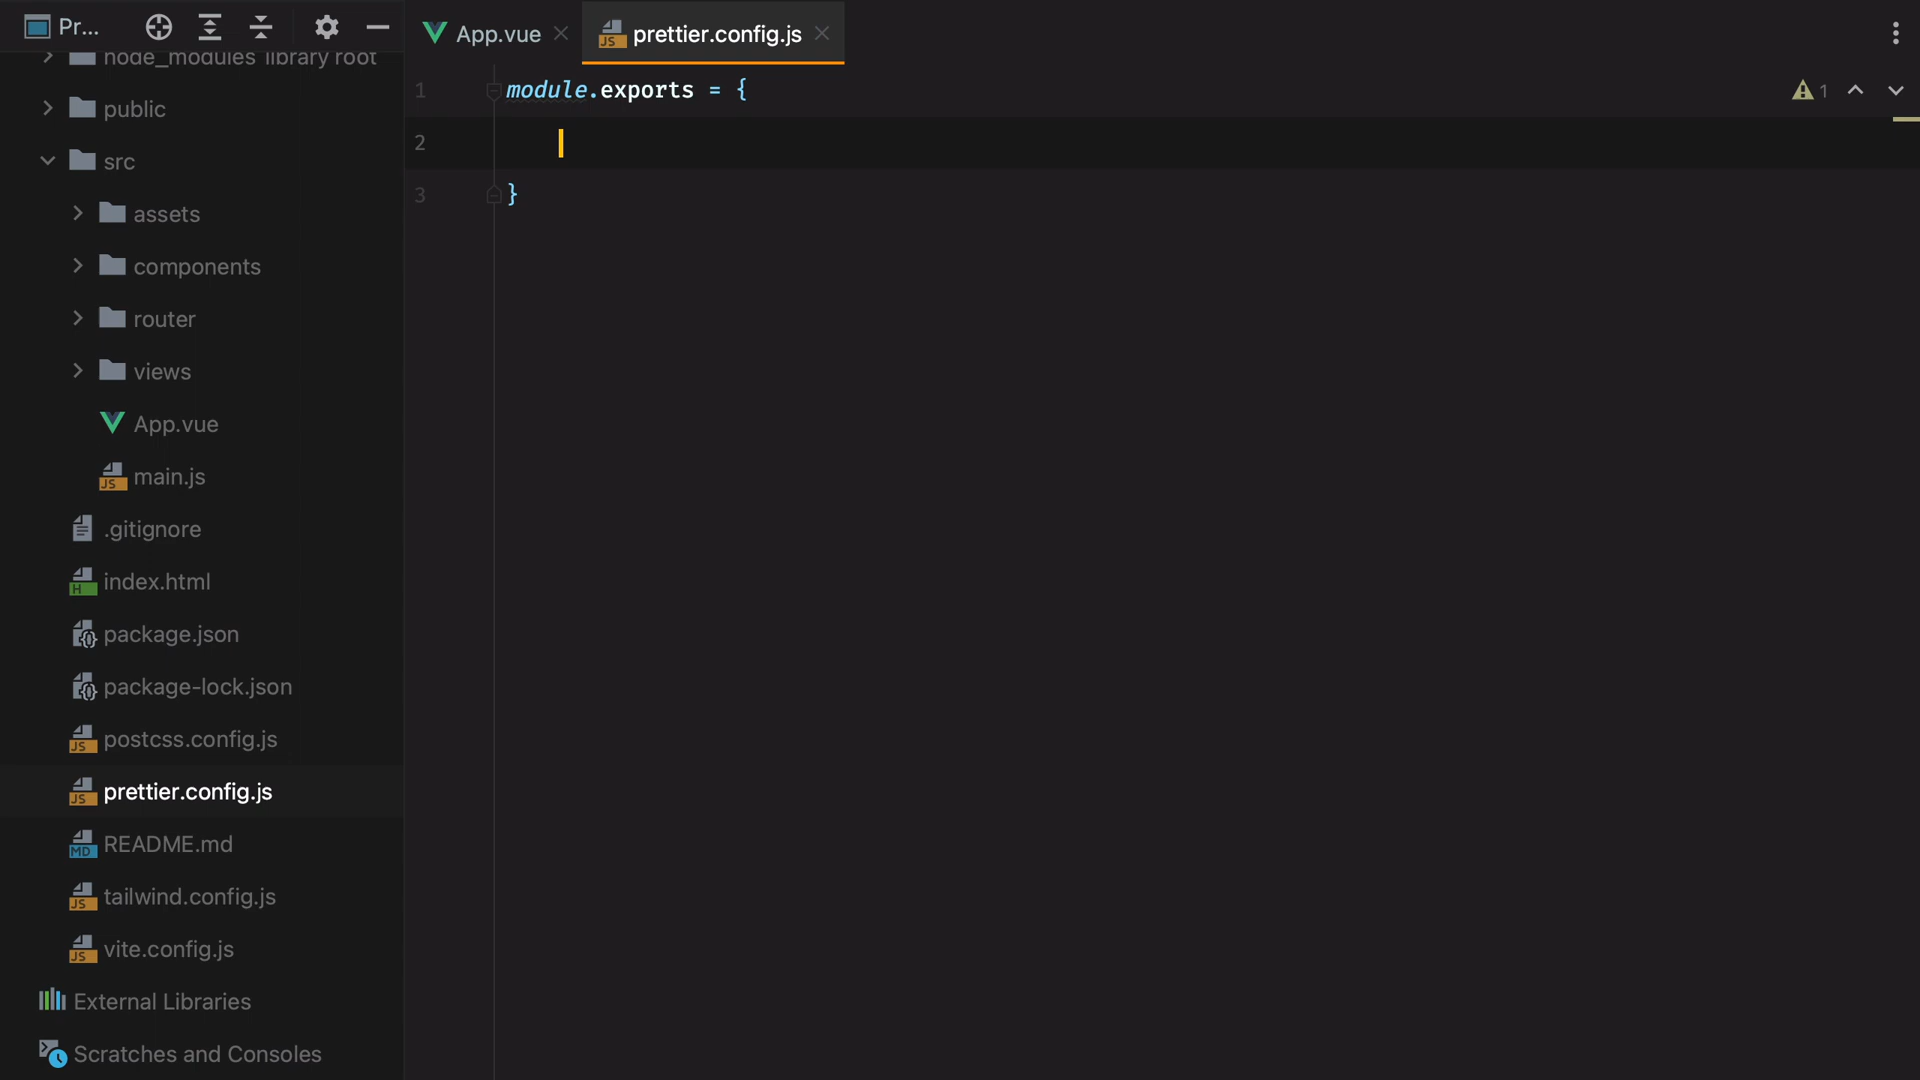 Pr...
node_modules library root
public
src
assets
components
router
views
App.vue
main.js
.gitignore
index.html
package.json
package-lock.json
postcss.config.js
prettier.config.js
README.md
tailwind.config.js
vite.config.js
External Libraries
Scratches and Consoles
App.vue
prettier.config.js
1 module.exports = {
2
3 }
1